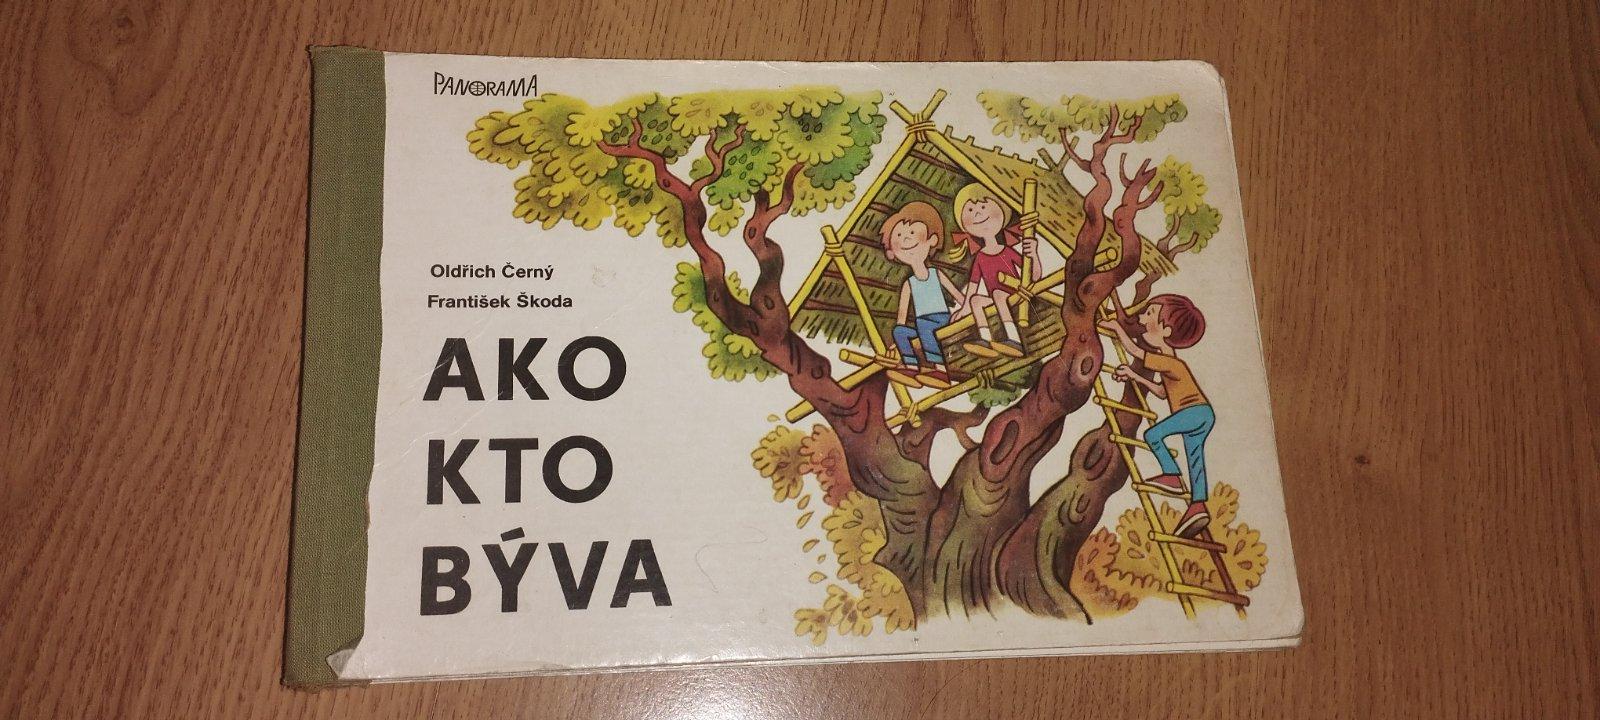 PANORAMA
Oldřich Černý
František Škoda
AKO
KTO
BÝVA